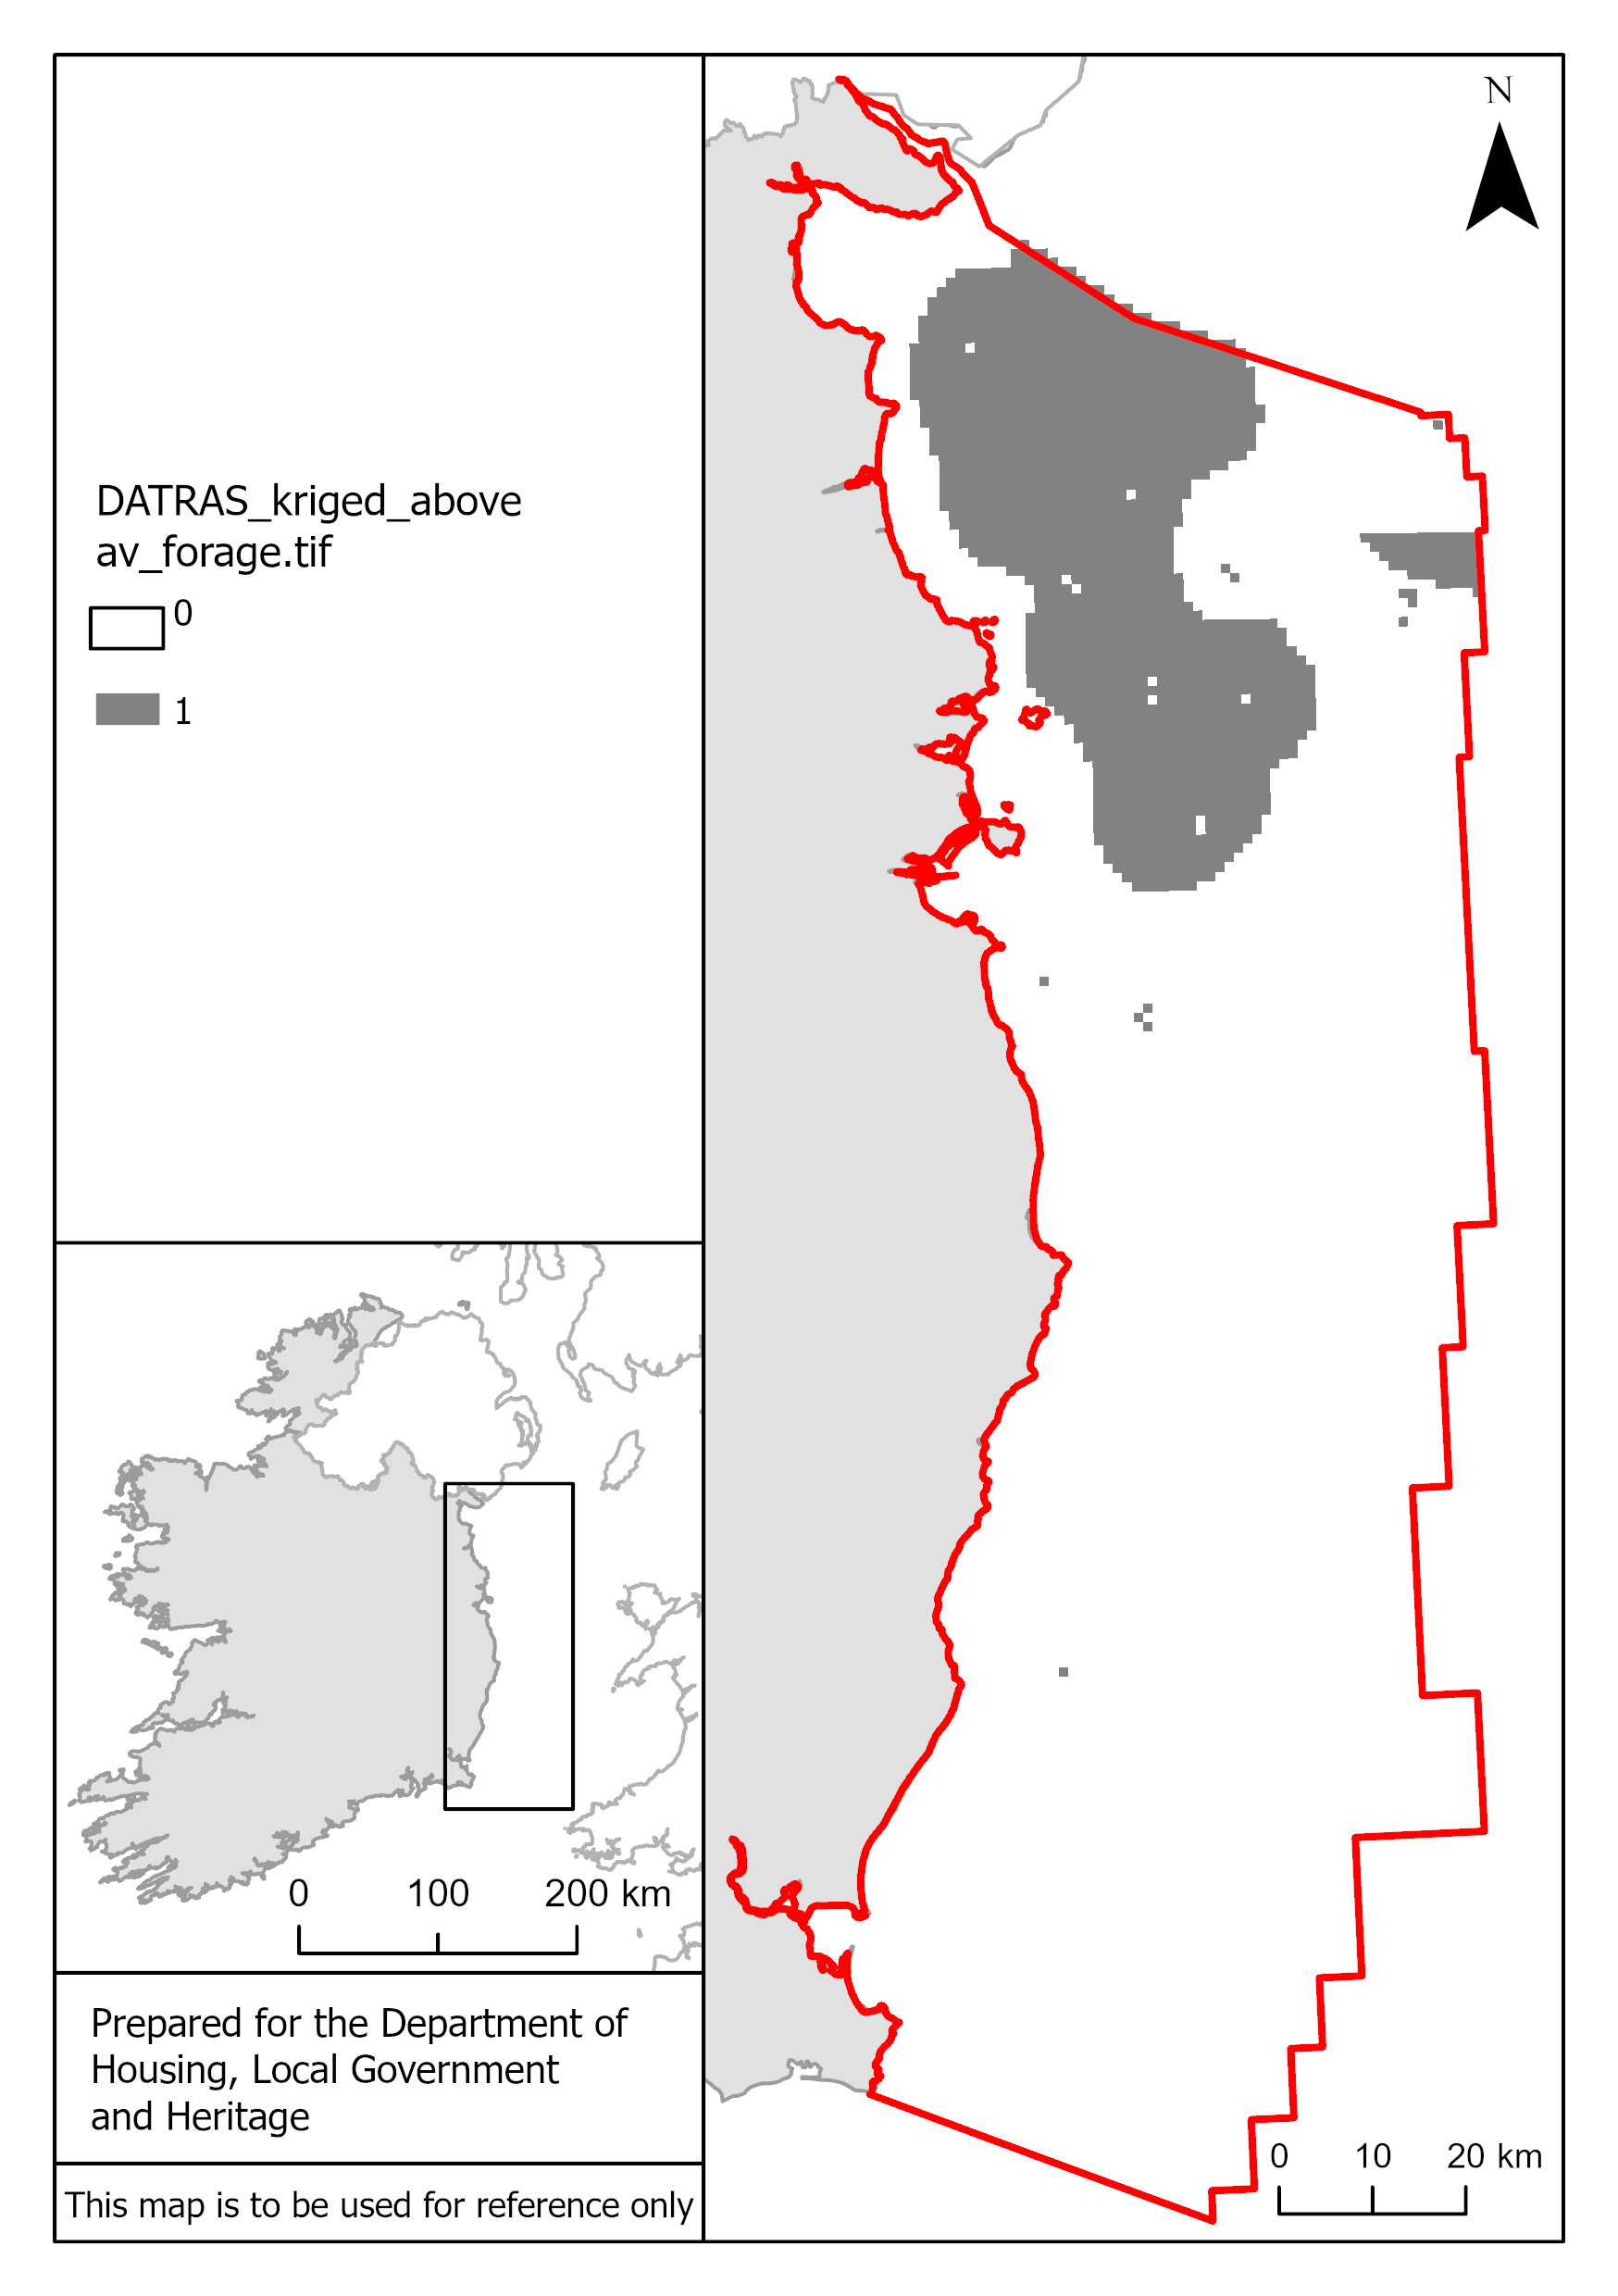 N
DATRAS_kriged_above
av_forage.tif
0
1
0 100 200 km
Prepared for the Department of
Housing, Local Government
and Heritage
This map is to be used for reference only
0 10 20 km